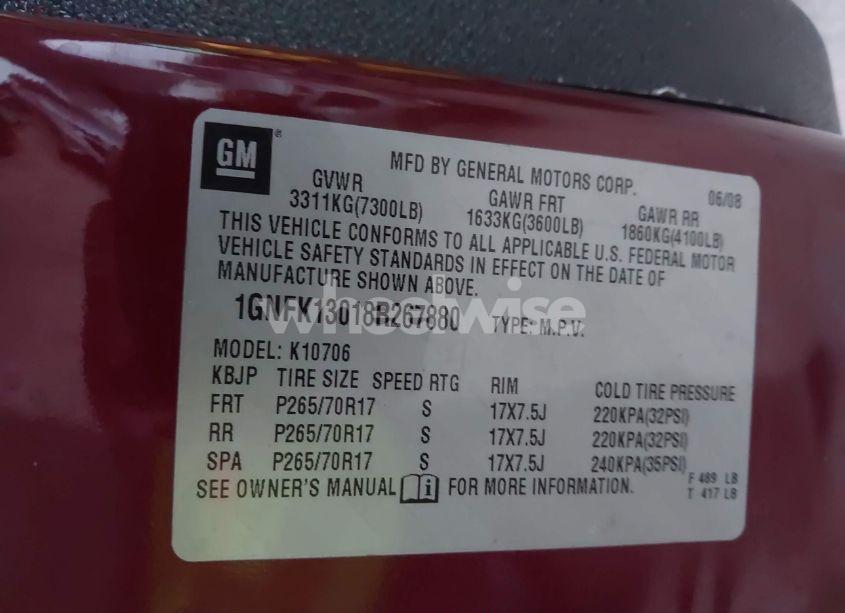 GM
MFD BY GENERAL MOTORS CORP. 06/08
GVWR GAWR FRT GAWR RR
3311KG(7300LB) 1633KG(3600LB) 1860KG(4100LB)
THIS VEHICLE CONFORMS TO ALL APPLICABLE U.S. FEDERAL MOTOR
VEHICLE SAFETY STANDARDS IN EFFECT ON THE DATE OF
MANUFACTURE SHOWN ABOVE.
1GNFK13018R267880 TYPE: M.P.V.
wheelwise
MODEL: K10706
KBJP TIRE SIZE SPEED RTG RIM COLD TIRE PRESSURE
FRT P265/70R17 S 17X7.5J 220KPA(32PSI)
RR P265/70R17 S 17X7.5J 220KPA(32PSI)
SPA P265/70R17 S 17X7.5J 240KPA(35PSI)
SEE OWNER'S MANUAL i FOR MORE INFORMATION.
F 489 LB
T 417 LB